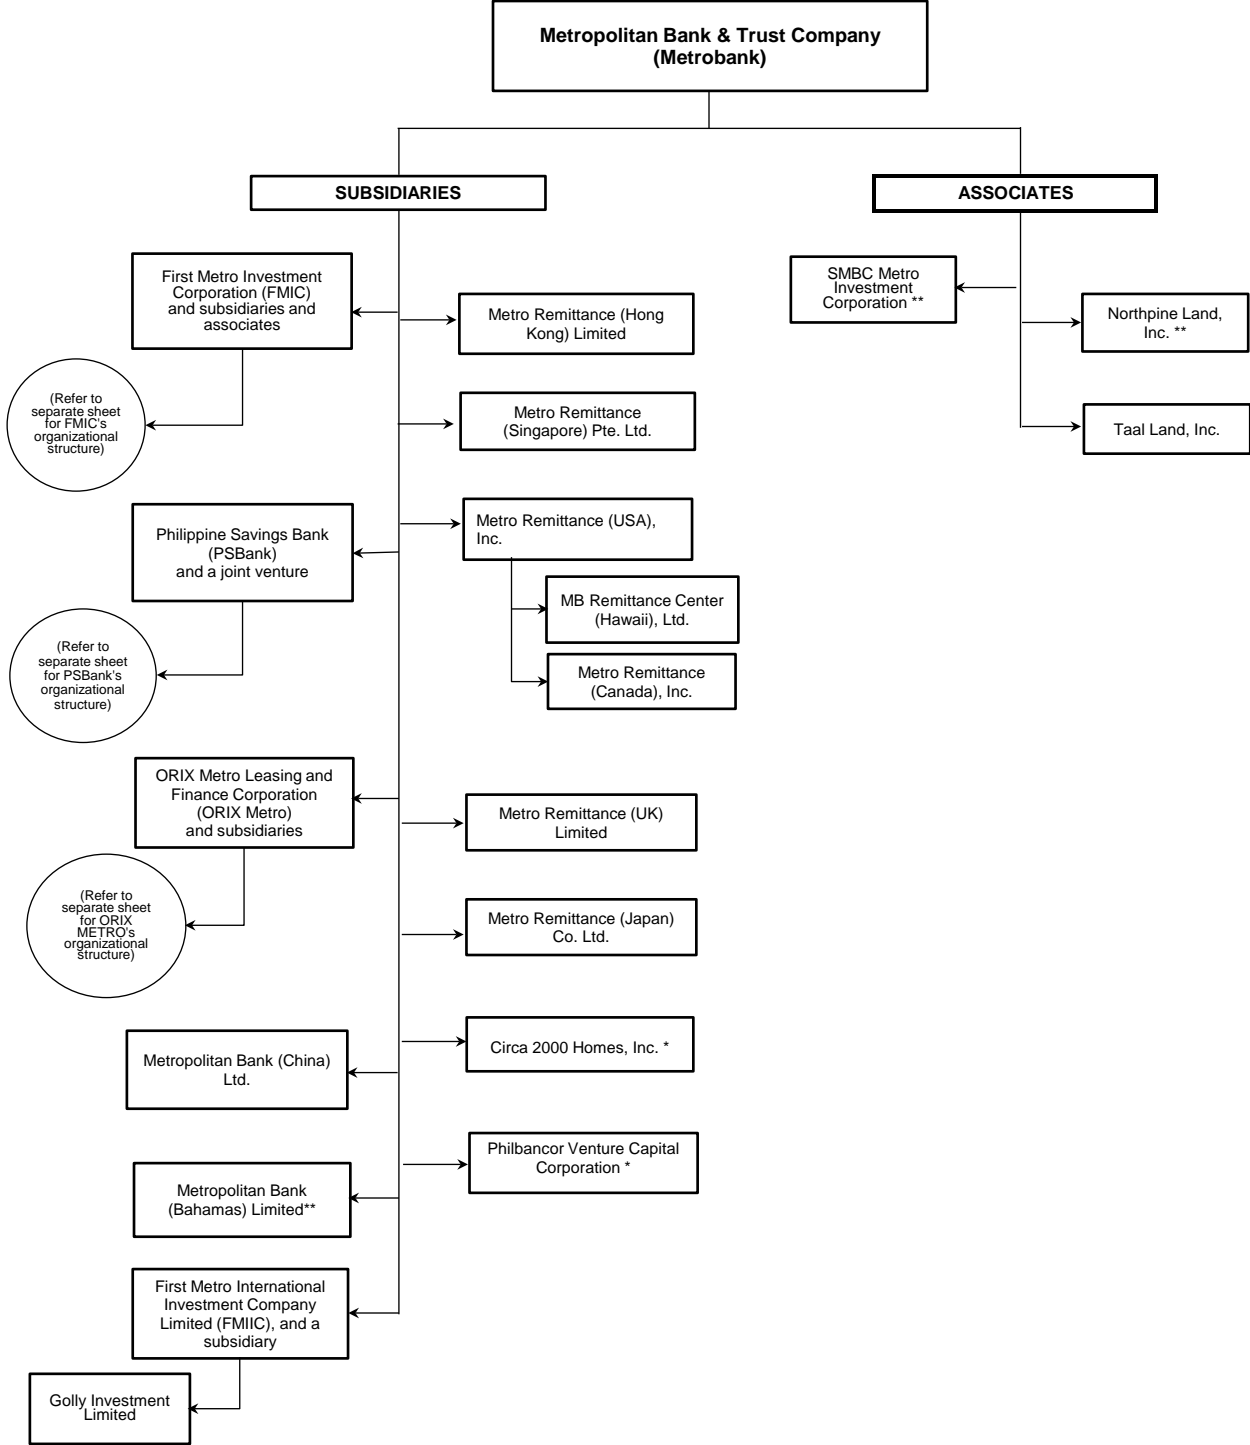 Metropolitan Bank & Trust Company
(Metrobank)
SUBSIDIARIES
ASSOCIATES
First Metro Investment
Corporation (FMIC)
and subsidiaries and
associates
(Refer to
separate sheet
for FMIC's
organizational
structure)
Philippine Savings Bank
(PSBank)
and a joint venture
(Refer to
separate sheet
for PSBank's
organizational
structure)
ORIX Metro Leasing and
Finance Corporation
(ORIX Metro)
and subsidiaries
(Refer to
separate sheet
for ORIX
METRO's
organizational
structure)
Metropolitan Bank (China)
Ltd.
Metropolitan Bank
(Bahamas) Limited**
First Metro International
Investment Company
Limited (FMIIC), and a
subsidiary
Golly Investment
Limited
Metro Remittance (Hong
Kong) Limited
Metro Remittance
(Singapore) Pte. Ltd.
Metro Remittance (USA),
Inc.
MB Remittance Center
(Hawaii), Ltd.
Metro Remittance
(Canada), Inc.
Metro Remittance (UK)
Limited
Metro Remittance (Japan)
Co. Ltd.
Circa 2000 Homes, Inc. *
Philbancor Venture Capital
Corporation *
SMBC Metro
Investment
Corporation **
Northpine Land,
Inc. **
Taal Land, Inc.